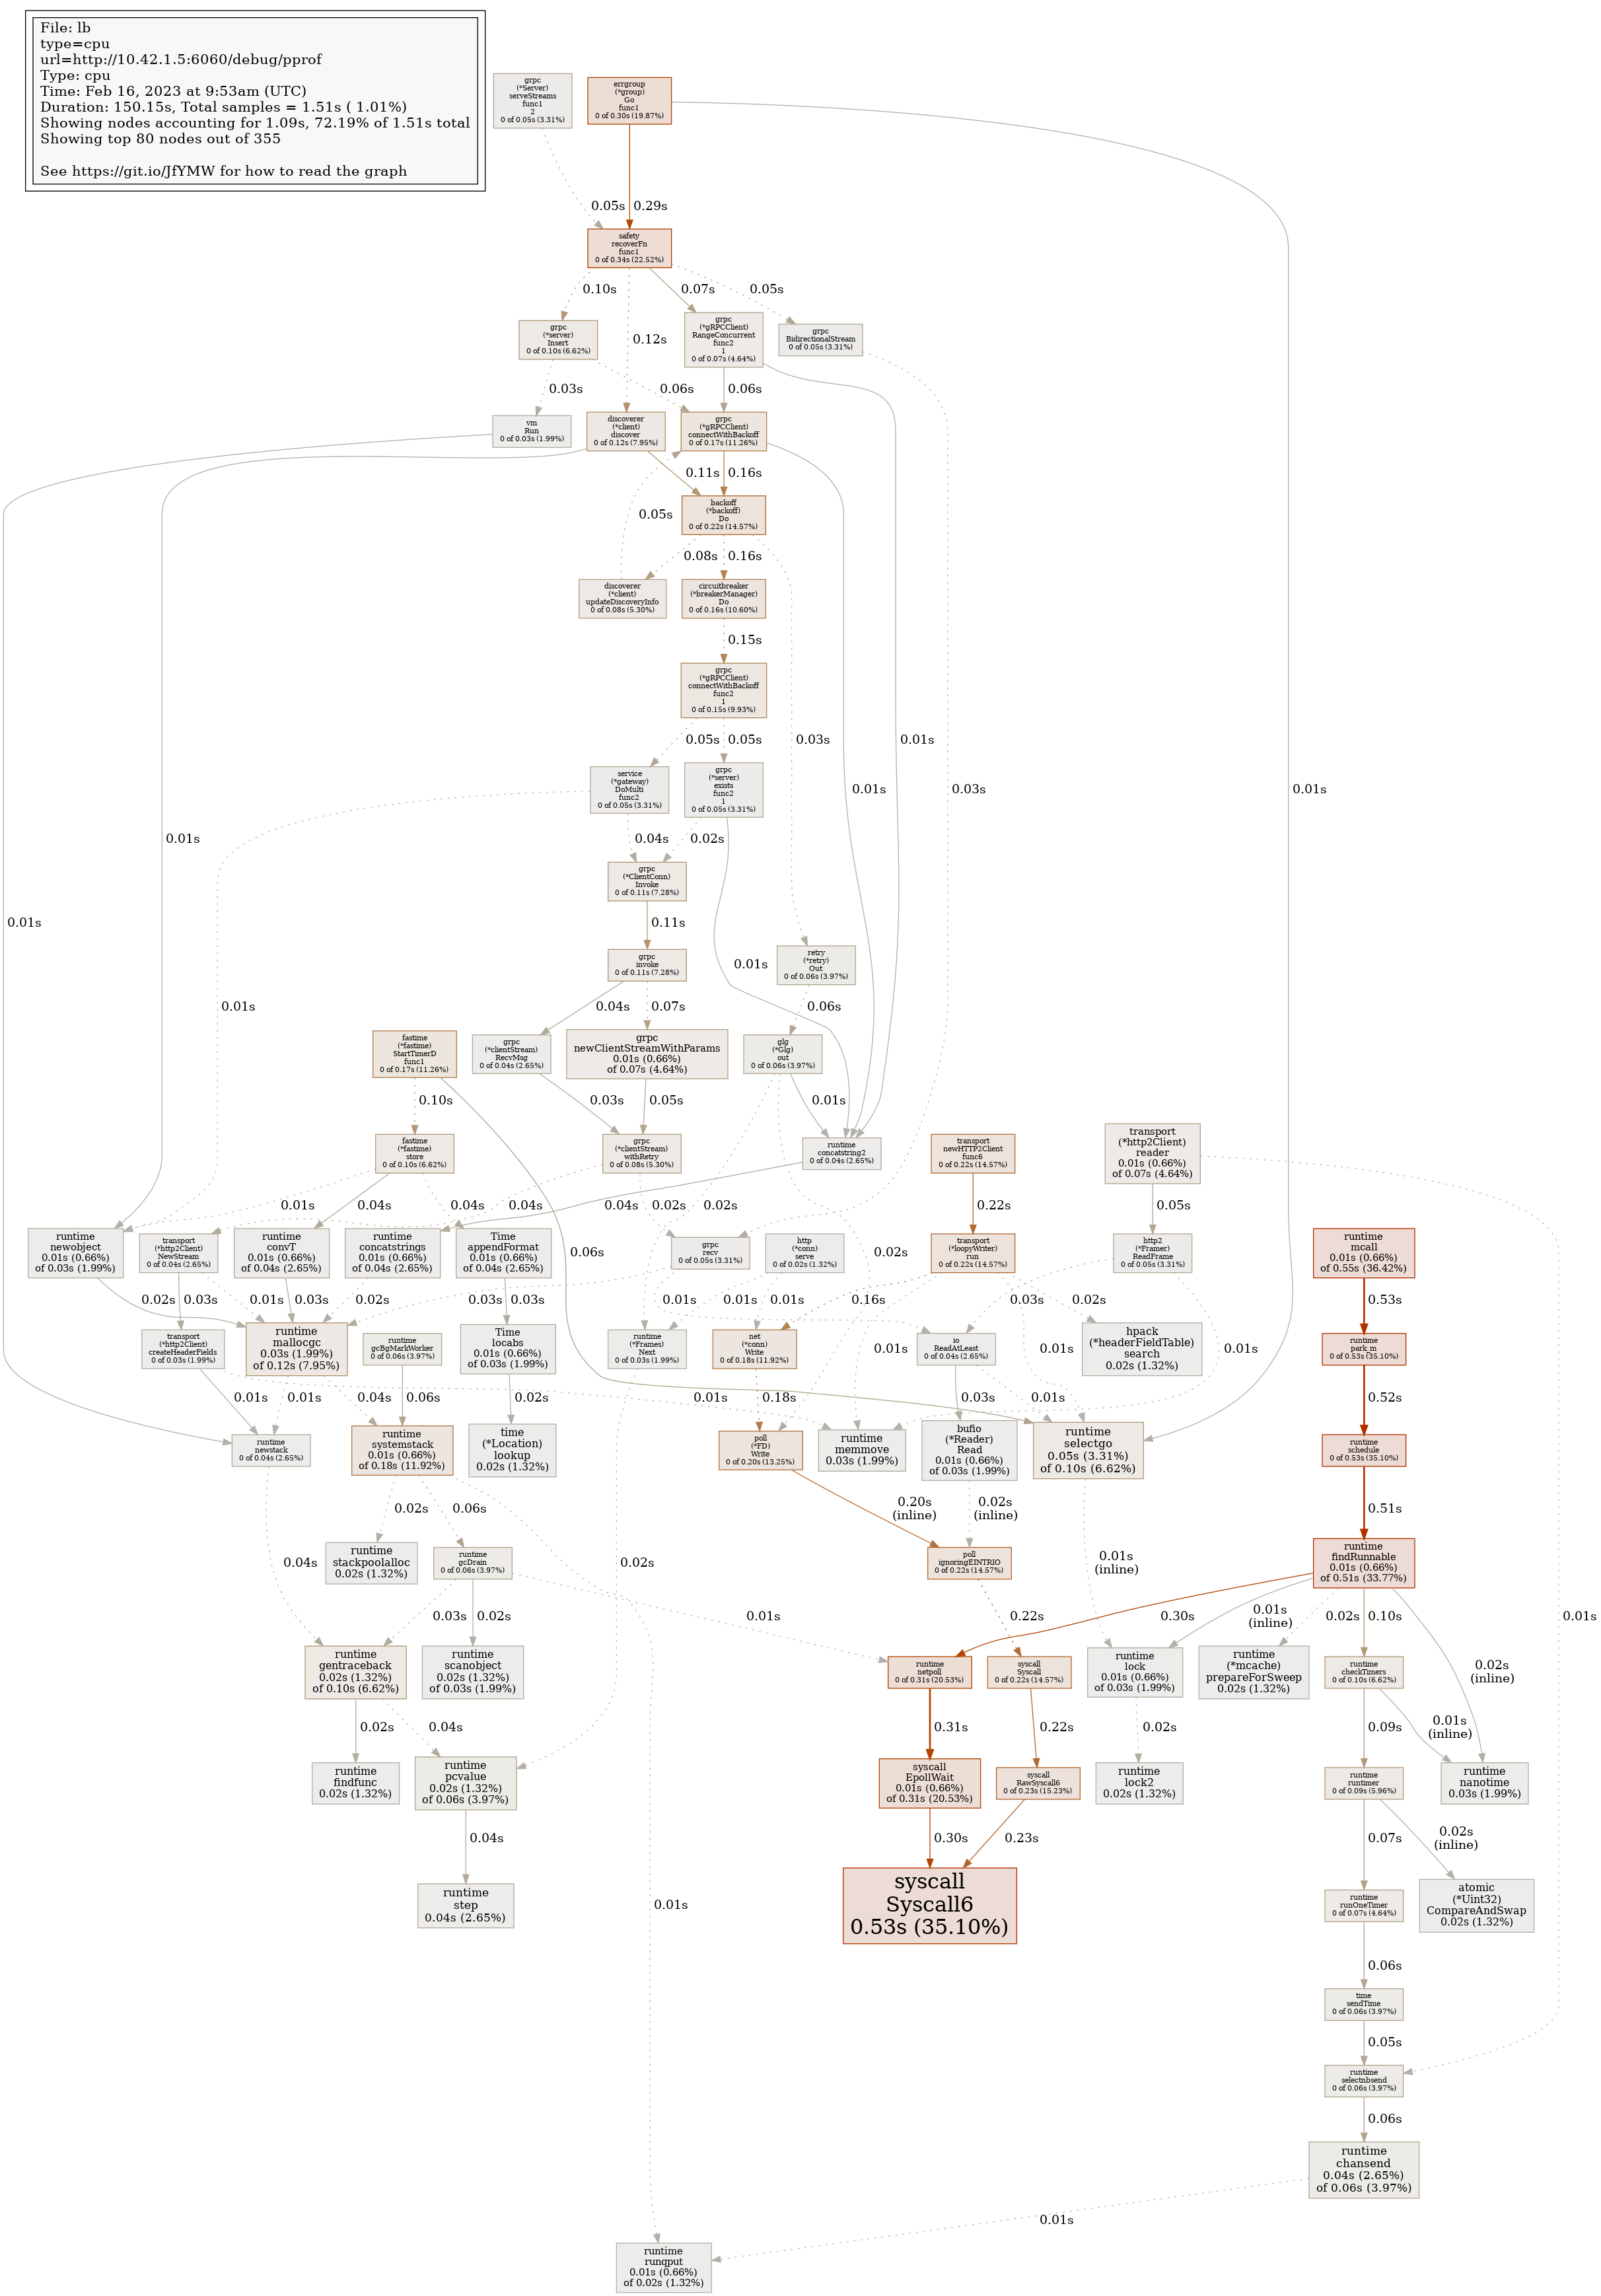 File: lb
type=cpu
url=http://10.42.1.5:6060/debug/pprof
Type: cpu
Time: Feb 16, 2023 at 9:53am (UTC)
Duration: 150.15s, Total samples = 1.51s ( 1.01%)
Showing nodes accounting for 1.09s, 72.19% of 1.51s total
Showing top 80 nodes out of 355
See https://git.io/JfYMW for how to read the graph
grpc
(*Server)
serveStreams
func1
2
0 of 0.05s (3.31%)
errgroup
(*group)
Go
func1
0 of 0.30s (19.87%)
0.05s
0.29s
safety
recoverFn
func1
0 of 0.34s (22.52%)
0.10s
0.07s
0.05s
grpc
(*server)
Insert
0 of 0.10s (6.62%)
0.12s
grpc
(*gRPCClient)
RangeConcurrent
func2
1
0 of 0.07s (4.64%)
grpc
BidirectionalStream
0 of 0.05s (3.31%)
0.03s
0.06s
0.06s
vm
Run
0 of 0.03s (1.99%)
discoverer
(*client)
discover
0 of 0.12s (7.95%)
grpc
(*gRPCClient)
connectWithBackoff
0 of 0.17s (11.26%)
0.11s
0.16s
0.05s
backoff
(*backoff)
Do
0 of 0.22s (14.57%)
0.08s
0.16s
discoverer
(*client)
updateDiscoveryInfo
0 of 0.08s (5.30%)
circuitbreaker
(*breakerManager)
Do
0 of 0.16s (10.60%)
0.15s
grpc
(*gRPCClient)
connectWithBackoff
func2
1
0 of 0.15s (9.93%)
0.05s
0.05s
0.03s
0.01s
0.01s
0.03s
0.01s
service
(*gateway)
DoMulti
func2
0 of 0.05s (3.31%)
grpc
(*server)
exists
func2
1
0 of 0.05s (3.31%)
0.01s
0.04s
0.02s
grpc
(*ClientConn)
Invoke
0 of 0.11s (7.28%)
0.01s
0.11s
grpc
invoke
0 of 0.11s (7.28%)
0.01s
retry
(*retry)
Out
0 of 0.06s (3.97%)
0.01s
0.04s
0.07s
0.06s
fastime
(*fastime)
StartTimerD
func1
0 of 0.17s (11.26%)
grpc
(*clientStream)
RecvMsg
0 of 0.04s (2.65%)
grpc
newClientStreamWithParams
0.01s (0.66%)
of 0.07s (4.64%)
glg
(*Glg)
out
0 of 0.06s (3.97%)
0.10s
0.03s
0.05s
0.01s
fastime
(*fastime)
store
0 of 0.10s (6.62%)
grpc
(*clientStream)
withRetry
0 of 0.08s (5.30%)
runtime
concatstring2
0 of 0.04s (2.65%)
transport
newHTTP2Client
func6
0 of 0.22s (14.57%)
transport
(*http2Client)
reader
0.01s (0.66%)
of 0.07s (4.64%)
0.01s
0.04s
0.04s
0.04s
0.04s
0.02s
0.02s
0.22s
0.05s
runtime
newobject
0.01s (0.66%)
of 0.03s (1.99%)
transport
(*http2Client)
NewStream
0 of 0.04s (2.65%)
runtime
convT
0.01s (0.66%)
of 0.04s (2.65%)
runtime
concatstrings
0.01s (0.66%)
of 0.04s (2.65%)
Time
appendFormat
0.01s (0.66%)
of 0.04s (2.65%)
0.06s
grpc
recv
0 of 0.05s (3.31%)
http
(*conn)
serve
0 of 0.02s (1.32%)
0.02s
transport
(*loopyWriter)
run
0 of 0.22s (14.57%)
http2
(*Framer)
ReadFrame
0 of 0.05s (3.31%)
runtime
mcall
0.01s (0.66%)
of 0.55s (36.42%)
0.02s
0.03s
0.01s
0.03s
0.02s
0.03s
0.03s
0.01s
0.01s
0.01s
0.16s
0.03s
0.02s
0.53s
transport
(*http2Client)
createHeaderFields
0 of 0.03s (1.99%)
runtime
mallocgc
0.03s (1.99%)
of 0.12s (7.95%)
runtime
gcBgMarkWorker
0 of 0.06s (3.97%)
Time
locabs
0.01s (0.66%)
of 0.03s (1.99%)
runtime
(*Frames)
Next
0 of 0.03s (1.99%)
net
(*conn)
Write
0 of 0.18s (11.92%)
0.01s
io
ReadAtLeast
0 of 0.04s (2.65%)
0.01s
hpack
(*headerFieldTable)
search
0.02s (1.32%)
0.01s
runtime
park_m
0 of 0.53s (35.10%)
0.01s
0.01s
0.04s
0.06s
0.02s
0.01s
0.18s
0.03s
0.01s
0.52s
runtime
newstack
0 of 0.04s (2.65%)
runtime
systemstack
0.01s (0.66%)
of 0.18s (11.92%)
time
(*Location)
lookup
0.02s (1.32%)
poll
(*FD)
Write
0 of 0.20s (13.25%)
runtime
memmove
0.03s (1.99%)
bufio
(*Reader)
Read
0.01s (0.66%)
of 0.03s (1.99%)
runtime
selectgo
0.05s (3.31%)
of 0.10s (6.62%)
runtime
schedule
0 of 0.53s (35.10%)
0.02s
0.06s
0.20s
(inline)
0.02s
(inline)
0.51s
0.04s
runtime
stackpoolalloc
0.02s (1.32%)
runtime
gcDrain
0 of 0.06s (3.97%)
0.02s
poll
ignoringEINTRIO
0 of 0.22s (14.57%)
0.01s
(inline)
runtime
findRunnable
0.01s (0.66%)
of 0.51s (33.77%)
0.03s
0.02s
0.01s
0.22s
0.30s
0.01s
(inline)
0.02s
0.10s
0.01s
runtime
gentraceback
0.02s (1.32%)
of 0.10s (6.62%)
runtime
scanobject
0.02s (1.32%)
of 0.03s (1.99%)
runtime
netpoll
0 of 0.31s (20.53%)
syscall
Syscall
0 of 0.22s (14.57%)
runtime
lock
0.01s (0.66%)
of 0.03s (1.99%)
runtime
(*mcache)
prepareForSweep
0.02s (1.32%)
runtime
checkTimers
0 of 0.10s (6.62%)
0.02s
(inline)
0.02s
0.04s
0.31s
0.22s
0.02s
0.09s
0.01s
(inline)
runtime
findfunc
0.02s (1.32%)
runtime
pcvalue
0.02s (1.32%)
of 0.06s (3.97%)
syscall
EpollWait
0.01s (0.66%)
of 0.31s (20.53%)
syscall
RawSyscall6
0 of 0.23s (15.23%)
runtime
lock2
0.02s (1.32%)
runtime
runtimer
0 of 0.09s (5.96%)
runtime
nanotime
0.03s (1.99%)
0.04s
0.30s
0.23s
0.07s
0.02s
(inline)
runtime
step
0.04s (2.65%)
0.01s
syscall
Syscall6
0.53s (35.10%)
runtime
runOneTimer
0 of 0.07s (4.64%)
atomic
(*Uint32)
CompareAndSwap
0.02s (1.32%)
0.06s
time
sendTime
0 of 0.06s (3.97%)
0.05s
runtime
selectnbsend
0 of 0.06s (3.97%)
0.06s
runtime
chansend
0.04s (2.65%)
of 0.06s (3.97%)
0.01s
runtime
runqput
0.01s (0.66%)
of 0.02s (1.32%)